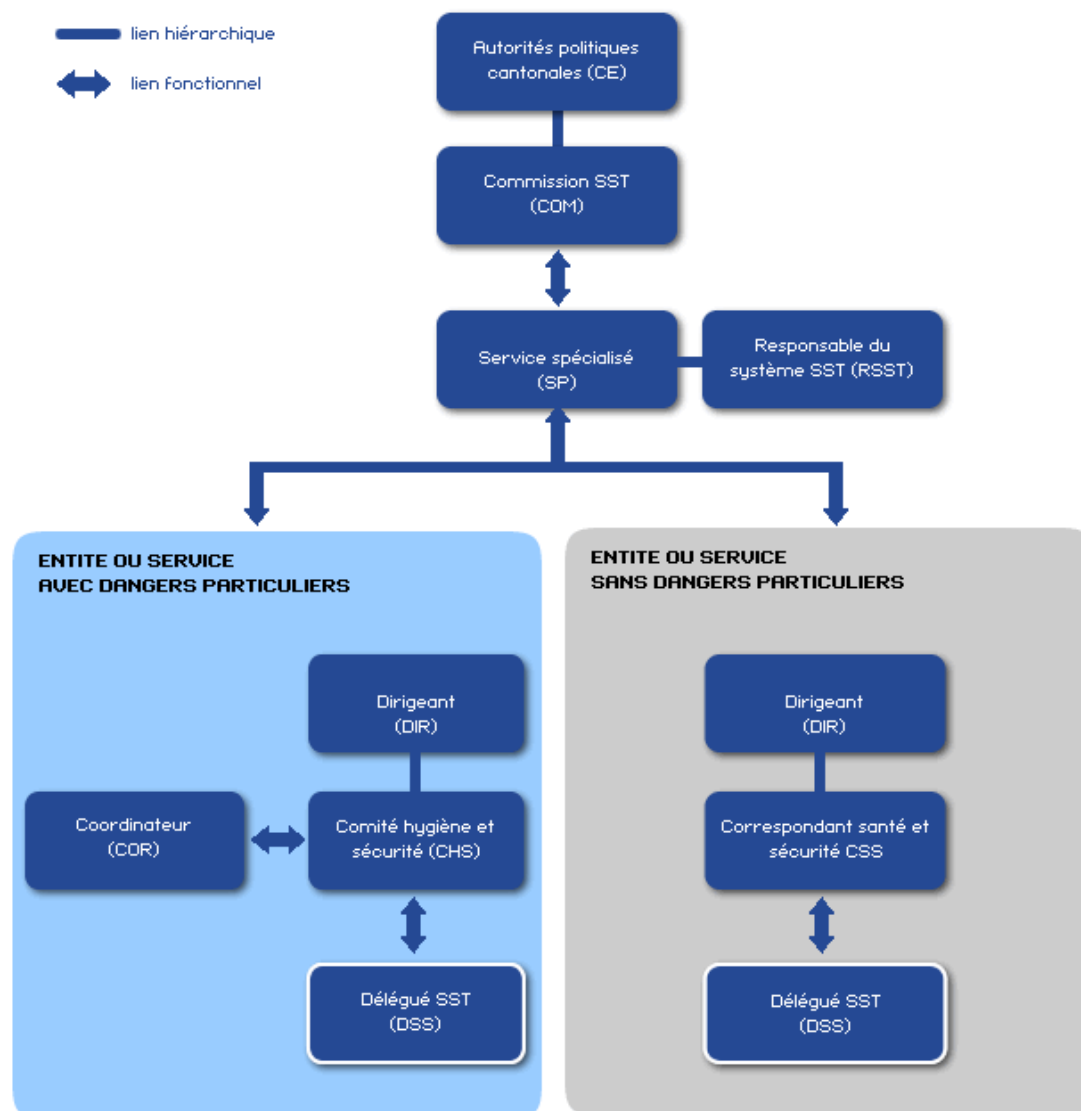 lien hiérarchique
lien fonctionnel
Autorités politiques
cantonales (CE)
Commission SST
(COM)
Service spécialisé
(SP)
Responsable du
système SST (RSST)
ENTITE OU SERVICE
AVEC DANGERS PARTICULIERS
Dirigeant
(DIR)
Coordinateur
(COR)
Comité hygiène et
sécurité (CHS)
Délégué SST
(DSS)
ENTITE OU SERVICE
SANS DANGERS PARTICULIERS
Dirigeant
(DIR)
Correspondant santé et
sécurité CSS
Délégué SST
(DSS)